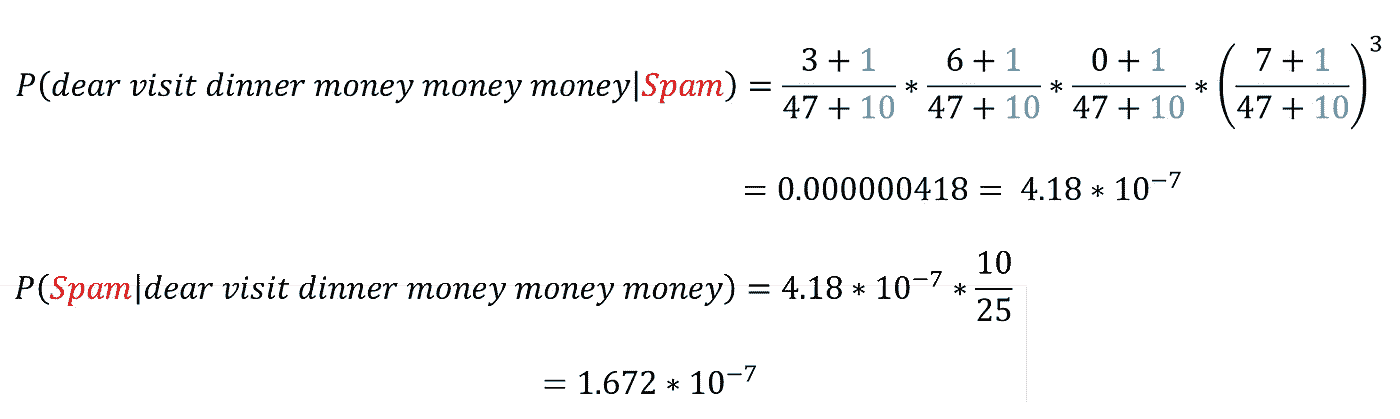 P(dear visit dinner money money money|Spam) = \frac{3 + 1}{47 + 10} * \frac{6 + 1}{47 + 10} * \frac{0 + 1}{47 + 10} * \left(\frac{7 + 1}{47 + 10}\right)^3
= 0.000000418 = 4.18 * 10^{-7}
P(Spam|dear visit dinner money money money) = 4.18 * 10^{-7} * \frac{10}{25}
= 1.672 * 10^{-7}